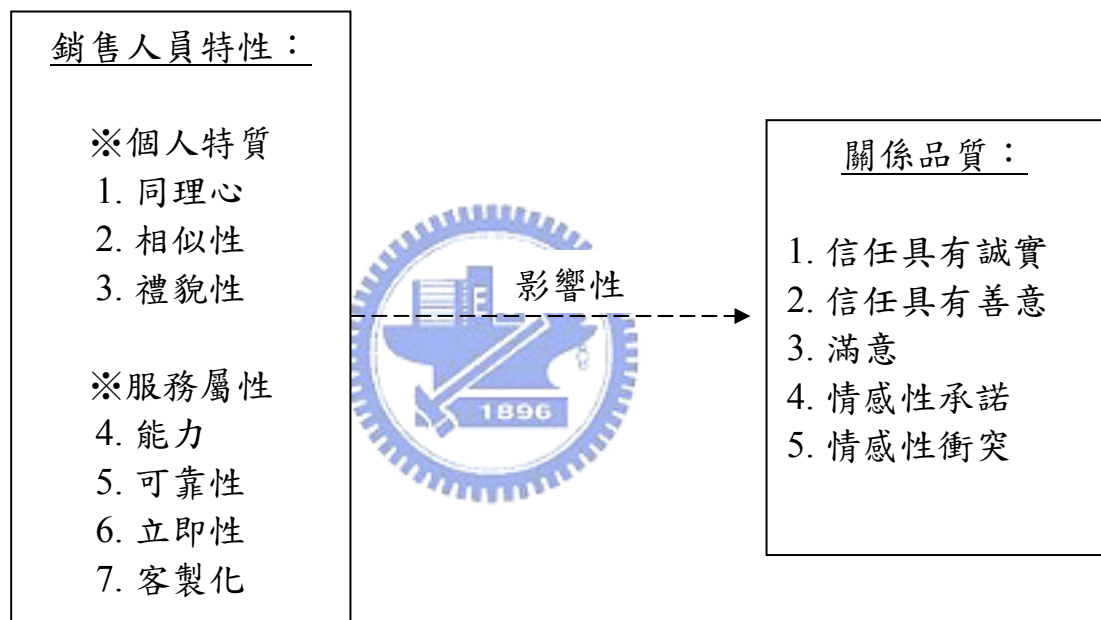 銷售人員特性：
※個人特質
1. 同理心
2. 相似性
3. 禮貌性
※服務屬性
4. 能力
5. 可靠性
6. 立即性
7. 客製化
影響性
1896
關係品質：
1. 信任具有誠實
2. 信任具有善意
3. 滿意
4. 情感性承諾
5. 情感性衝突